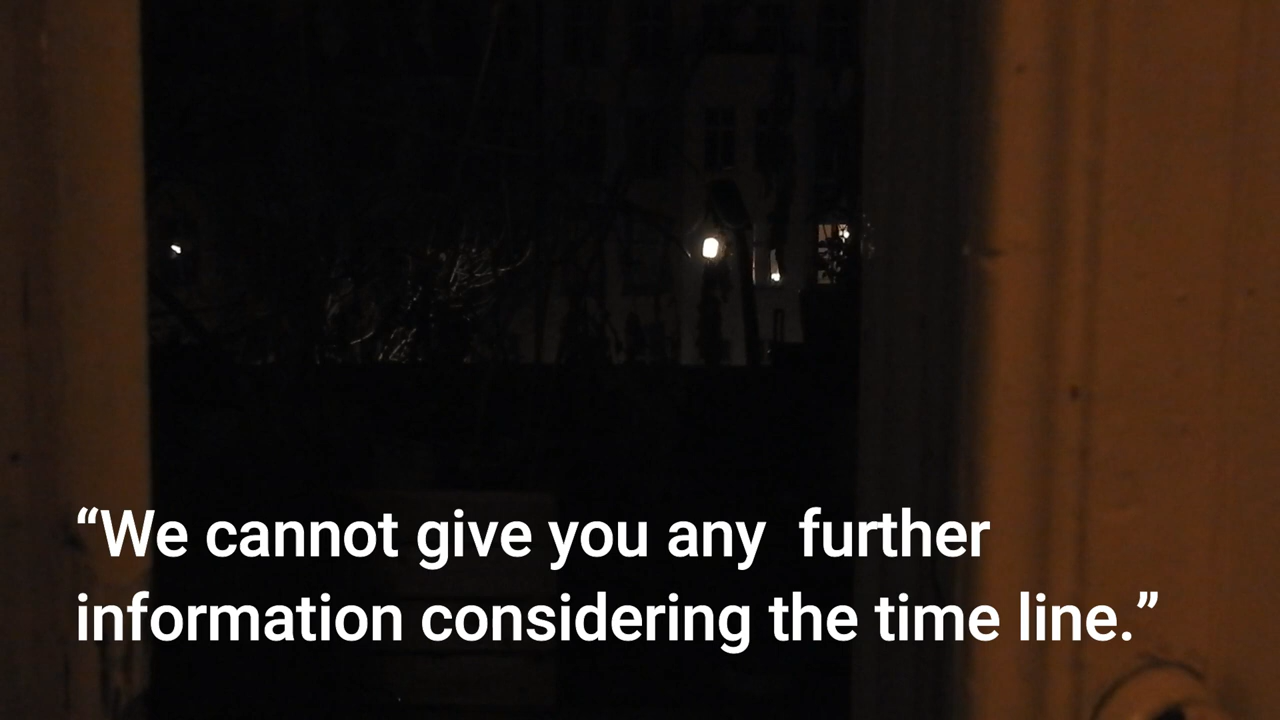 “We cannot give you any  further
information considering the time line.”